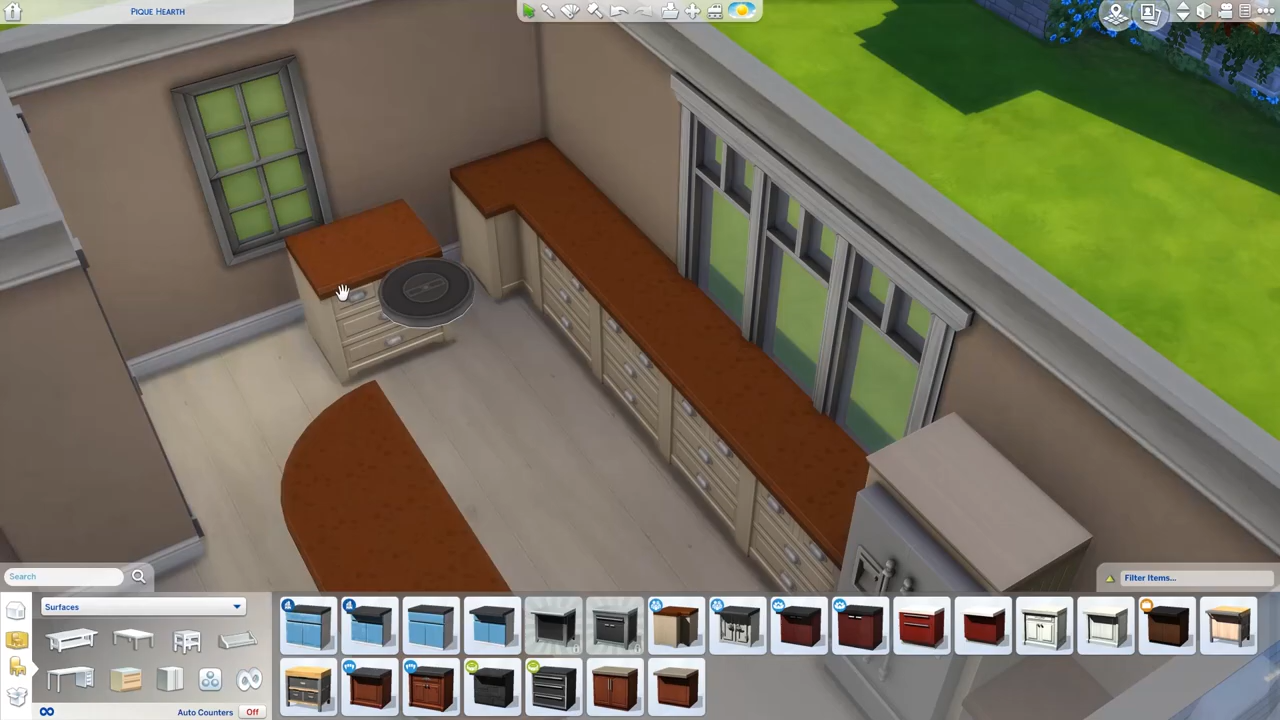 PIQUE HEARTH
Search
Filter Items...
Surfaces
Auto Counters Off